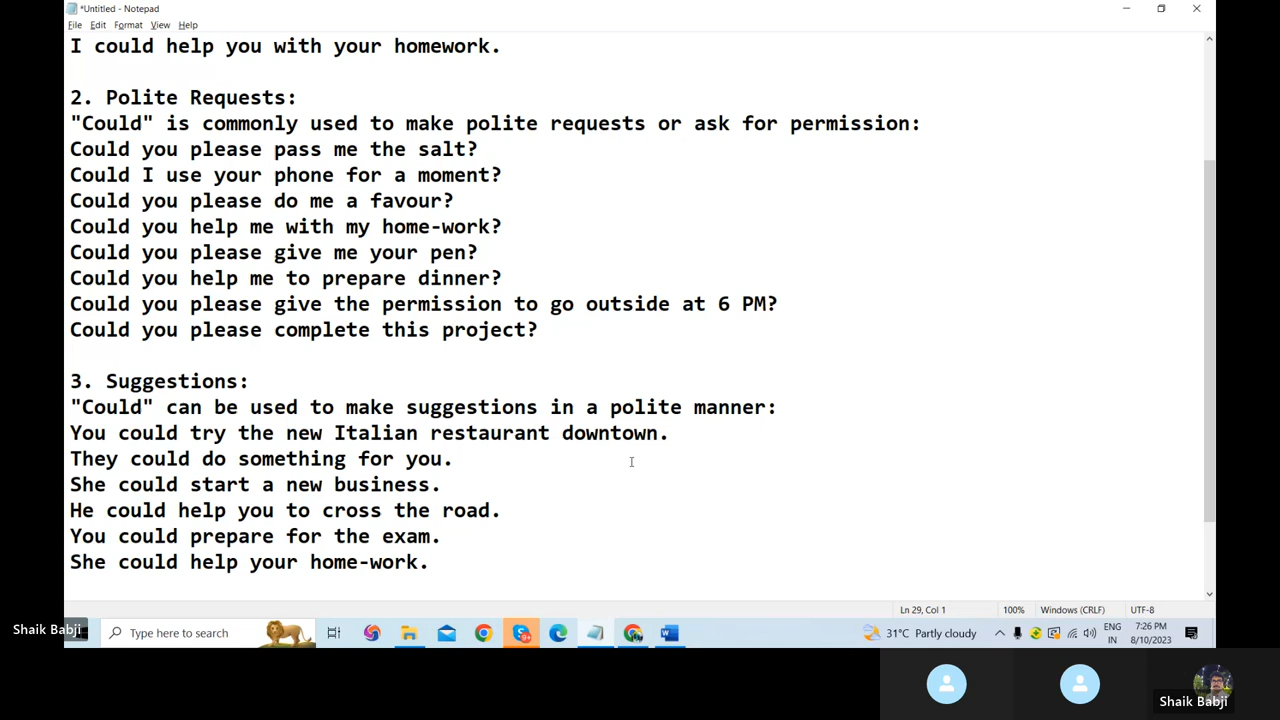 *Untitled - Notepad
File Edit Format View Help
I could help you with your homework.
2. Polite Requests:
"Could" is commonly used to make polite requests or ask for permission:
Could you please pass me the salt?
Could I use your phone for a moment?
Could you please do me a favour?
Could you help me with my home-work?
Could you please give me your pen?
Could you help me to prepare dinner?
Could you please give the permission to go outside at 6 PM?
Could you please complete this project?
3. Suggestions:
"Could" can be used to make suggestions in a polite manner:
You could try the new Italian restaurant downtown.
They could do something for you.
She could start a new business.
He could help you to cross the road.
You could prepare for the exam.
She could help your home-work.
Ln 29, Col 1 100% Windows (CRLF) UTF-8
Shaik Babji
Type here to search
31°C Partly cloudy
ENG
IN
7:26 PM
8/10/2023
Shaik Babji